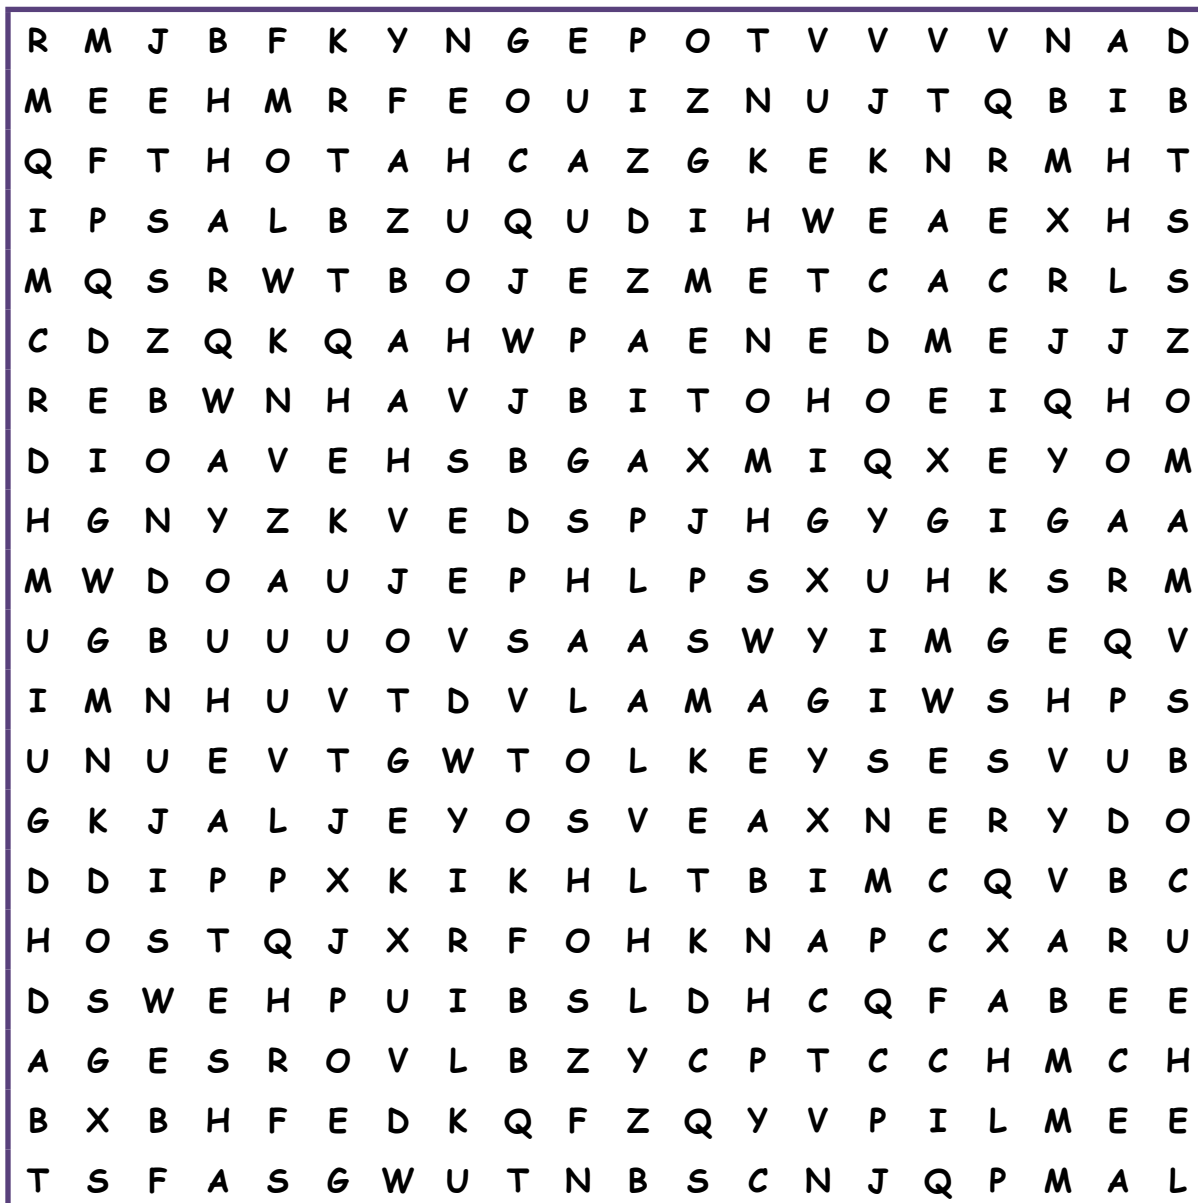 R M J B F K Y N G E P O T V V V V N A D
M E E H M R F E O U I Z N U J T Q B I B
Q F T H O T A H C A Z G K E K N R M H T
I P S A L B Z U Q U D I H W E A E X H S
M Q S R W T B O J E Z M E T C A C R L S
C D Z Q K Q A H W P A E N E D M E J J Z
R E B W N H A V J B I T O H O E I Q H O
D I O A V E H S B G A X M I Q X E Y O M
H G N Y Z K V E D S P J H G Y G I G A A
M W D O A U J E P H L P S X U H K S R M
U G B U U U O V S A A S W Y I M G E Q V
I M N H U V T D V L A M A G I W S H P S
U N U E V T G W T O L K E Y S E S V U B
G K J A L J E Y O S V E A X N E R Y D O
D D I P P X K I K H L T B I M C Q V B C
H O S T Q J X R F O H K N A P C X A R U
D S W E H P U I B S L D H C Q F A B E E
A G E S R O V L B Z Y C P T C C H M C H
B X B H F E D K Q F Z Q Y V P I L M E E
T S F A S G W U T N B S C N J Q P M A L